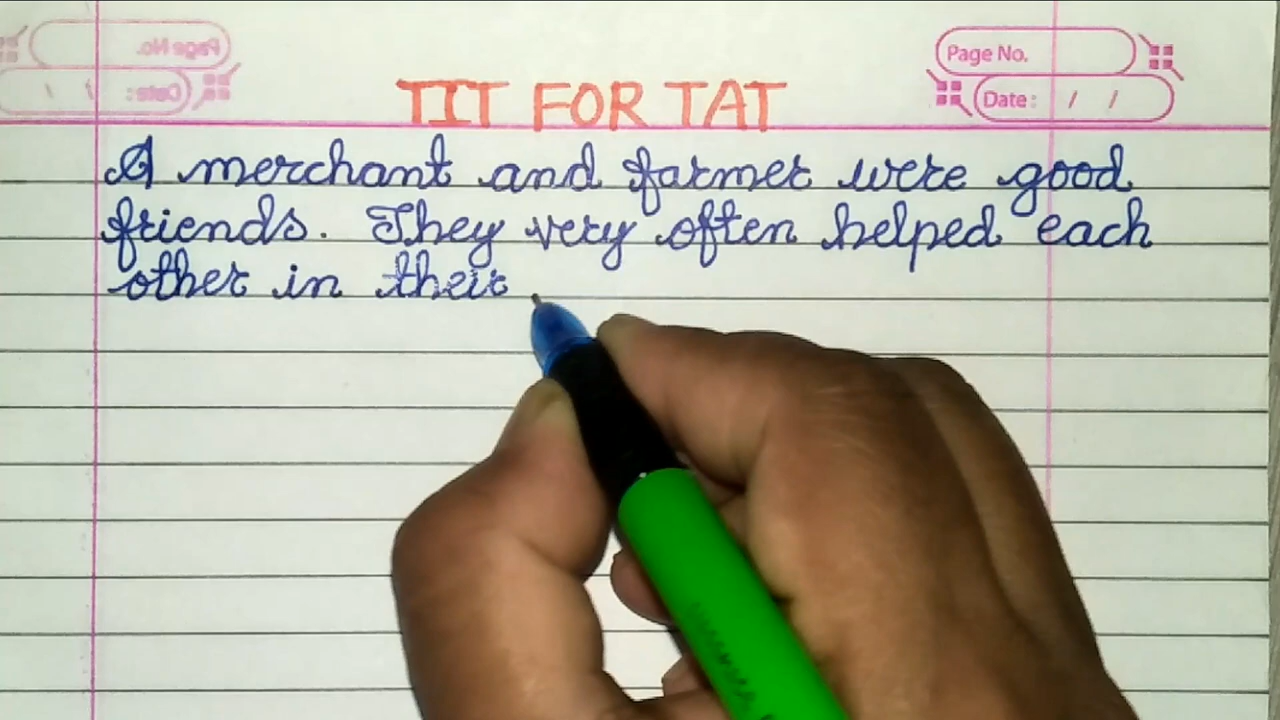 Page No.
Date: / /
Page No.
Date: / /
TIT FOR TAT
A merchant and farmer were good
friends. They very often helped each
other in their